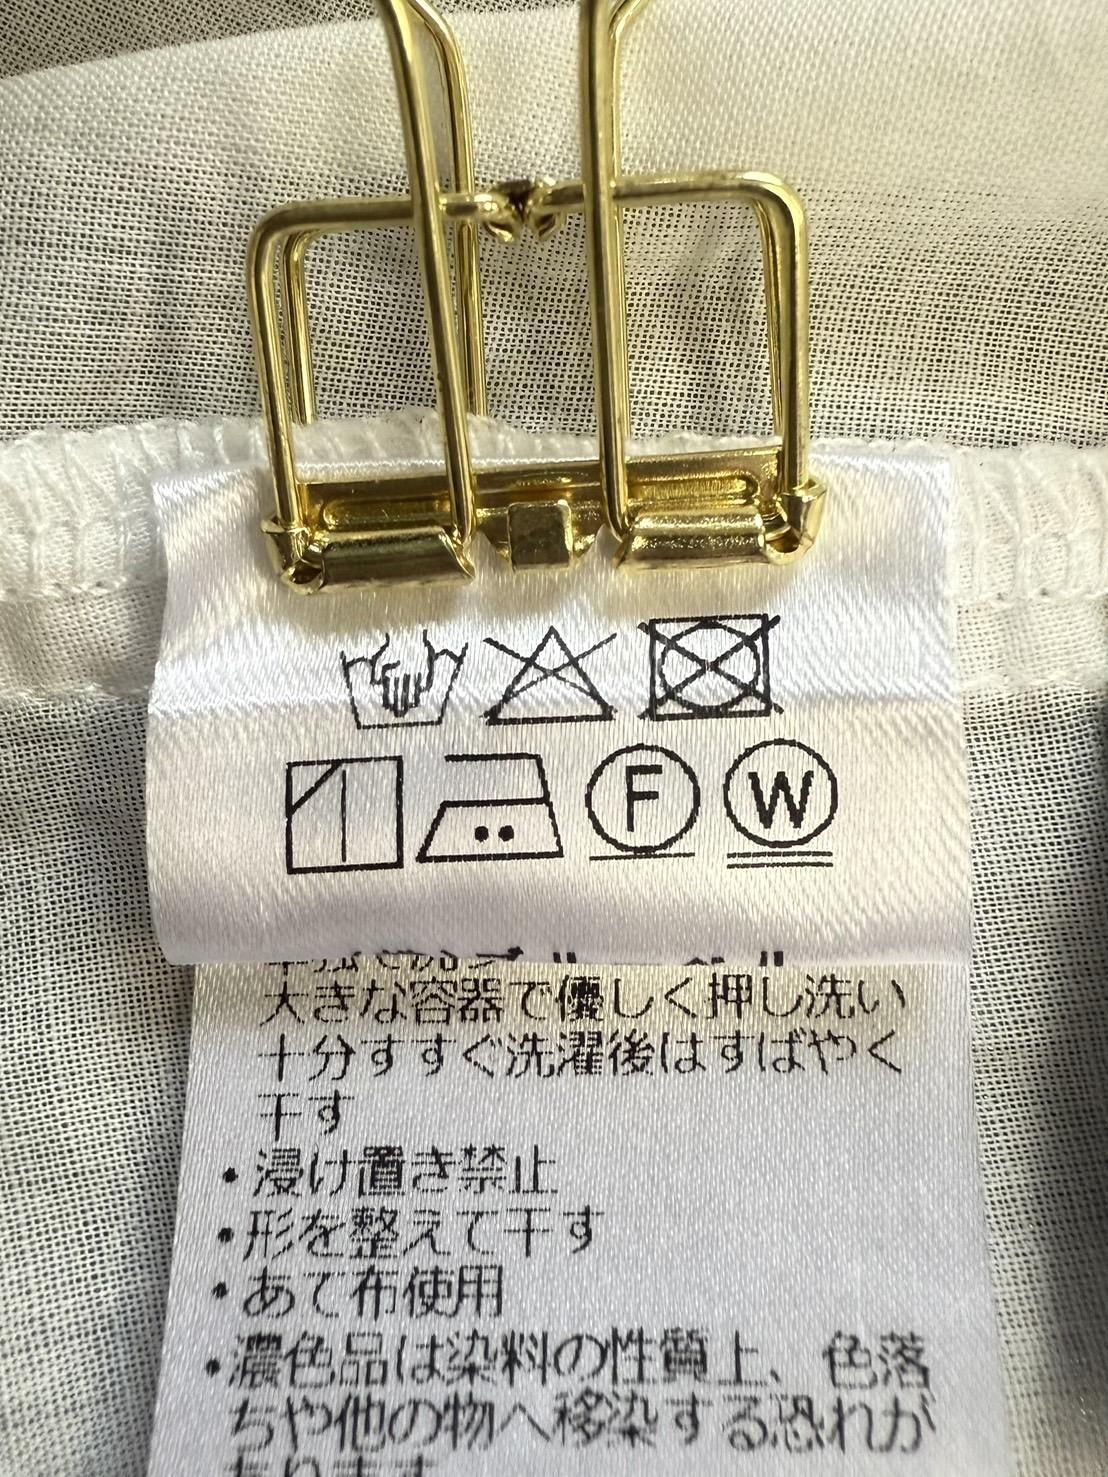 F W
大きな容器で優しく押し洗い
十分すすぐ洗濯後はすばやく
干す
・浸け置き禁止
・形を整えて干す
・あて布使用
・濃色品は染料の性質上、色落
ちや他の物へ移染する恐れが